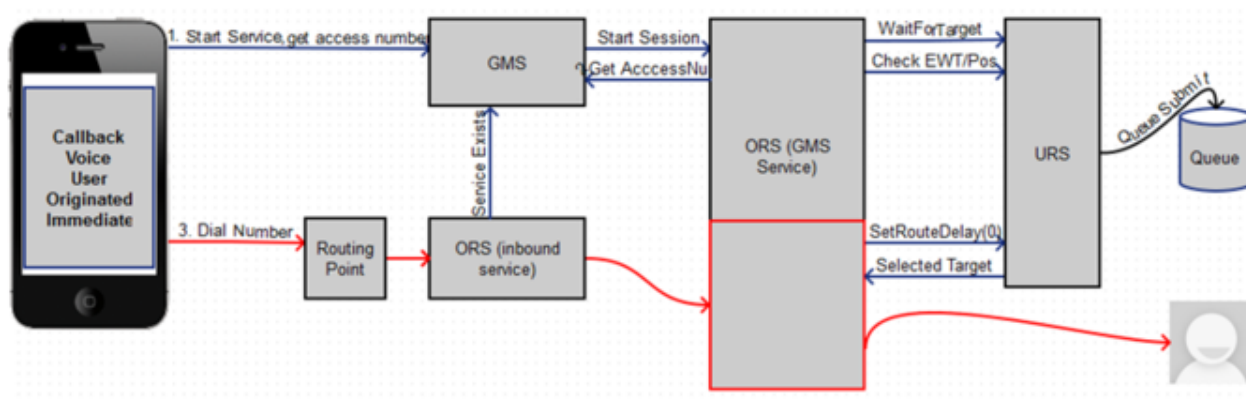 1. Start Service,get access number
GMS
Start Session
2.Get AcccessNu
WaitForTarget
Check EWT/Pos
Queue Submit
Queue
URS
ORS (GMS
Service)
Callback
Voice
User
Originated
Immediate
Service Exists
3. Dial Number
Routing
Point
ORS (inbound
service)
SetRouteDelay(0)
Selected Target